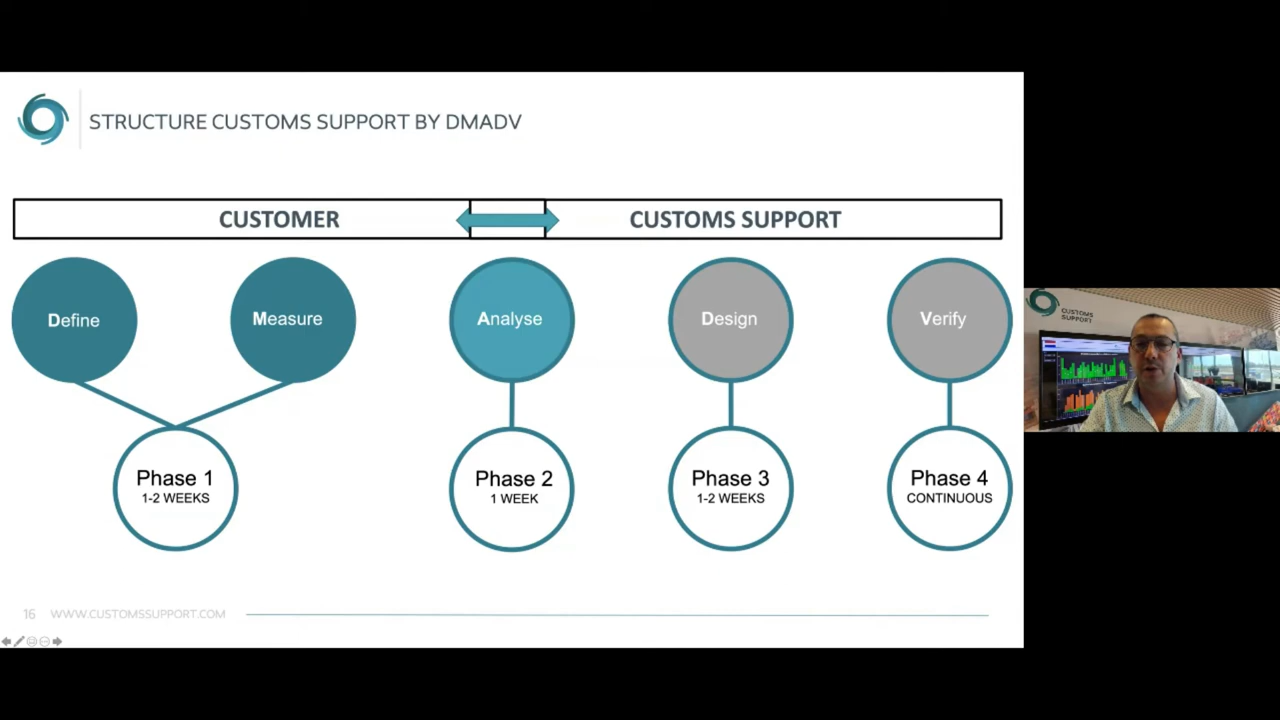 STRUCTURE CUSTOMS SUPPORT BY DMADV
CUSTOMER
CUSTOMS SUPPORT
Define
Measure
Analyse
Design
Verify
Phase 1
1-2 WEEKS
Phase 2
1 WEEK
Phase 3
1-2 WEEKS
Phase 4
CONTINUOUS
16
WWW.CUSTOMSSUPPORT.COM
CUSTOMS
SUPPORT